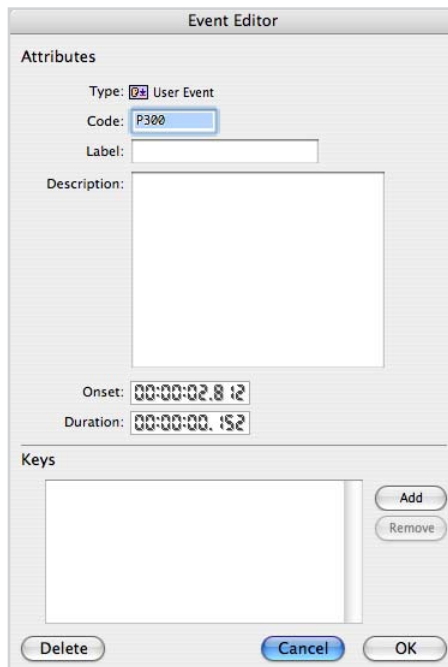 Event Editor
Attributes
Type: User Event
Code: P300
Label:
Description:
Onset: 00:00:02.812
Duration: 00:00:00.152
Keys
Add
Remove
Delete Cancel OK